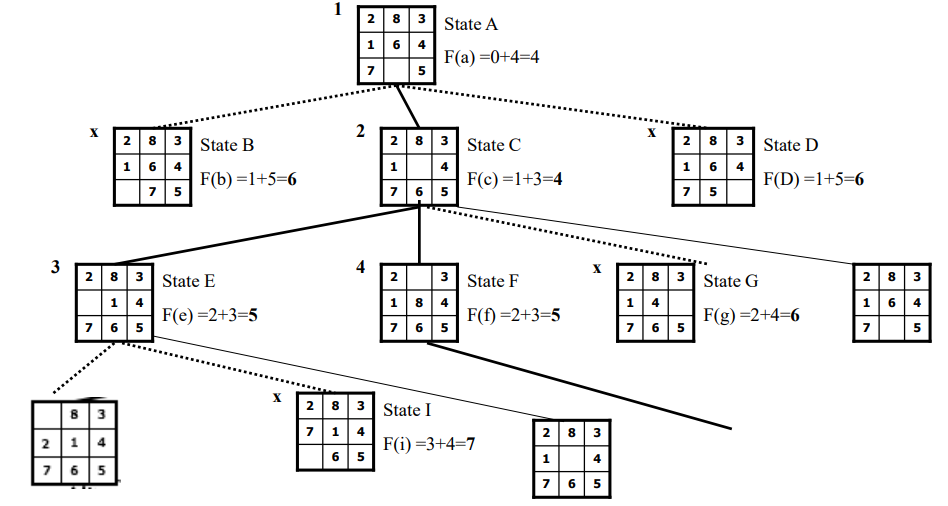 1
2 8 3
1 6 4
7 5
State A
F(a) =0+4=4
x
2 8 3
1 6 4
7 5
State B
F(b) =1+5=6
2
2 8 3
1 4
7 6 5
State C
F(c) =1+3=4
x
2 8 3
1 6 4
7 5
State D
F(D) =1+5=6
3
2 8 3
1 4
7 6 5
State E
F(e) =2+3=5
4
2 3
1 8 4
7 6 5
State F
F(f) =2+3=5
x
2 8 3
1 4
7 6 5
State G
F(g) =2+4=6
2 8 3
1 6 4
7 5
8 3
2 1 4
7 6 5
x
2 8 3
7 1 4
6 5
State I
F(i) =3+4=7
2 8 3
1 4
7 6 5